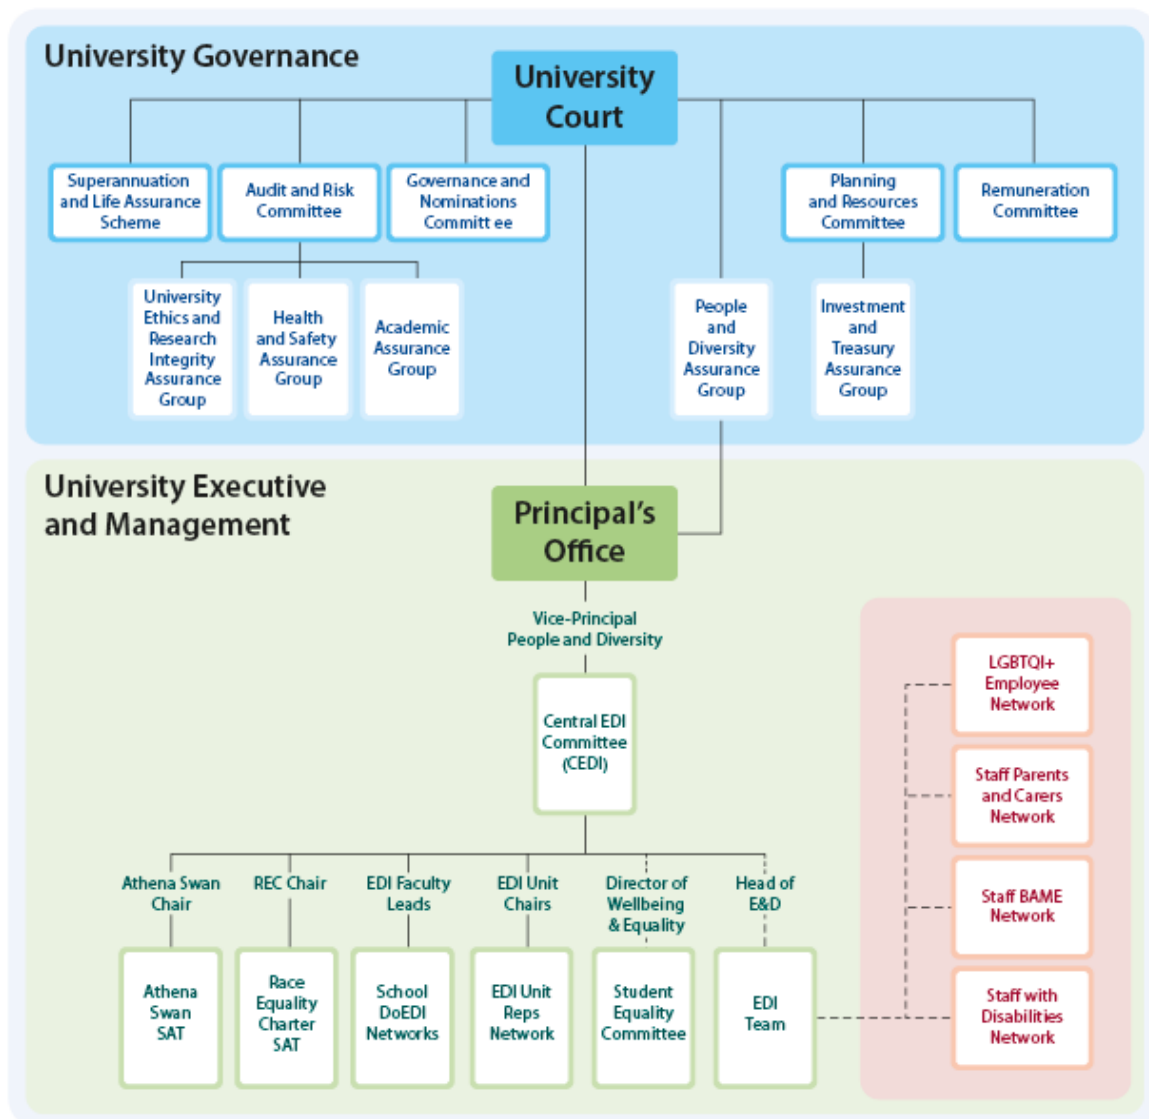 University Governance
University
Court
Superannuation
and Life Assurance
Scheme
Audit and Risk
Committee
Governance and
Nominations
Committ ee
Planning
and Resources
Committee
Remuneration
Committee
University
Ethics and
Research
Integrity
Assurance
Group
Health
and Safety
Assurance
Group
Academic
Assurance
Group
People
and
Diversity
Assurance
Group
Investment
and
Treasury
Assurance
Group
University Executive
and Management
Principal's
Office
Vice-Principal
People and Diversity
Central EDI
Committee
(CEDI)
Athena Swan
Chair
REC Chair
EDI Faculty
Leads
EDI Unit
Chairs
Director of
Wellbeing
& Equality
Head of
E&D
Athena
Swan
SAT
Race
Equality
Charter
SAT
School
DoEDI
Networks
EDI Unit
Reps
Network
Student
Equality
Committee
EDI
Team
LGBTQI+
Employee
Network
Staff Parents
and Carers
Network
Staff BAME
Network
Staff with
Disabilities
Network